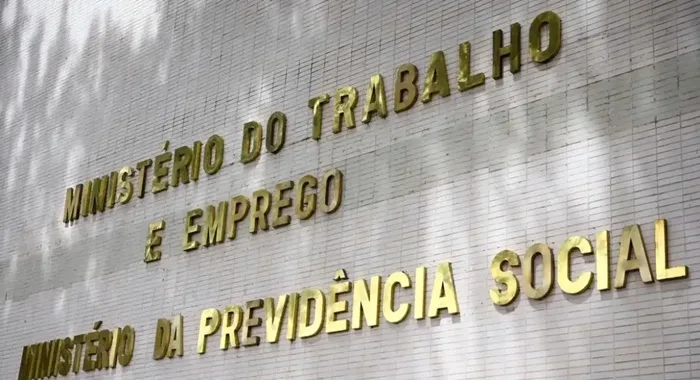 MINISTÉRIO DO TRABALHO
E EMPREGO
MINISTÉRIO DA PREVIDÊNCIA SOCIAL